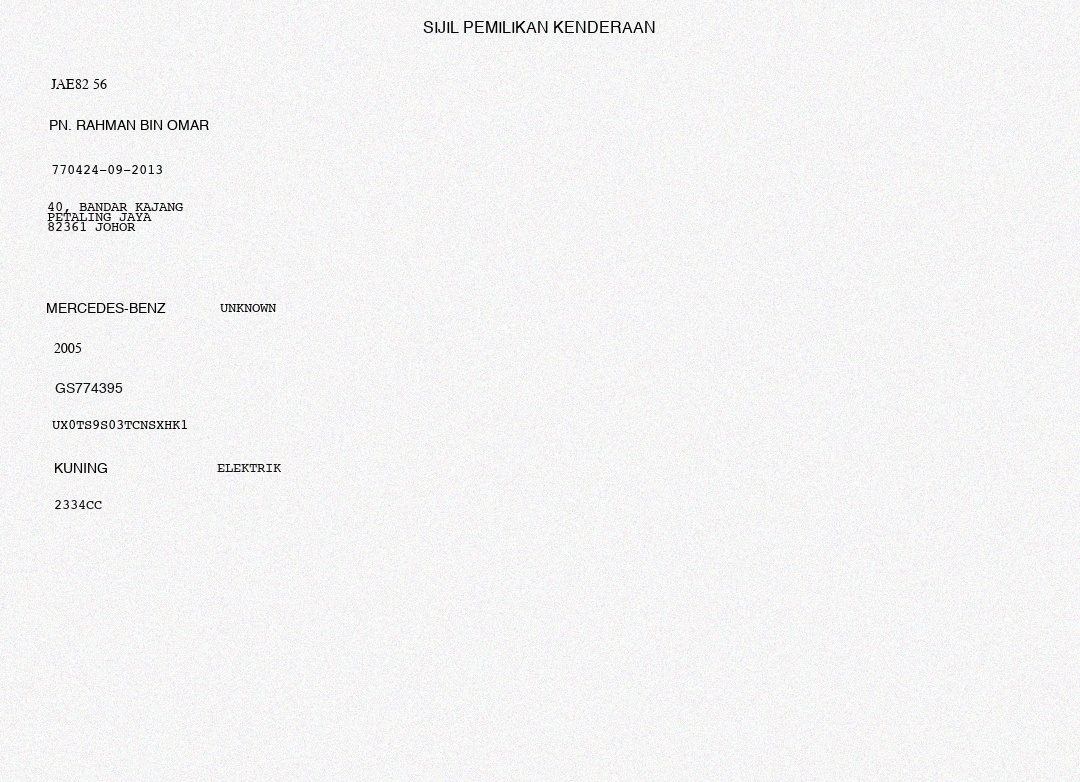 SIJIL PEMILIKAN KENDERAAN
JAE82 56
PN. RAHMAN BIN OMAR
770424-09-2013
40, BANDAR KAJANG
PETALING JAYA
82361 JOHOR
MERCEDES-BENZ UNKNOWN
2005
GS774395
UX0TS9S03TCNSXHK1
KUNING ELEKTRIK
2334CC